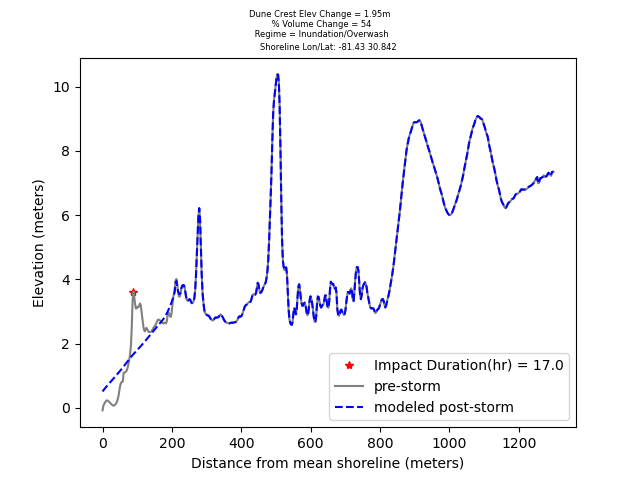 Dune Crest Elev Change = 1.95m
% Volume Change = 54
Regime = Inundation/Overwash
Shoreline Lon/Lat: -81.43 30.842
10
8
6
4
2
0
Elevation (meters)
Impact Duration(hr) = 17.0
pre-storm
modeled post-storm
0 200 400 600 800 1000 1200
Distance from mean shoreline (meters)